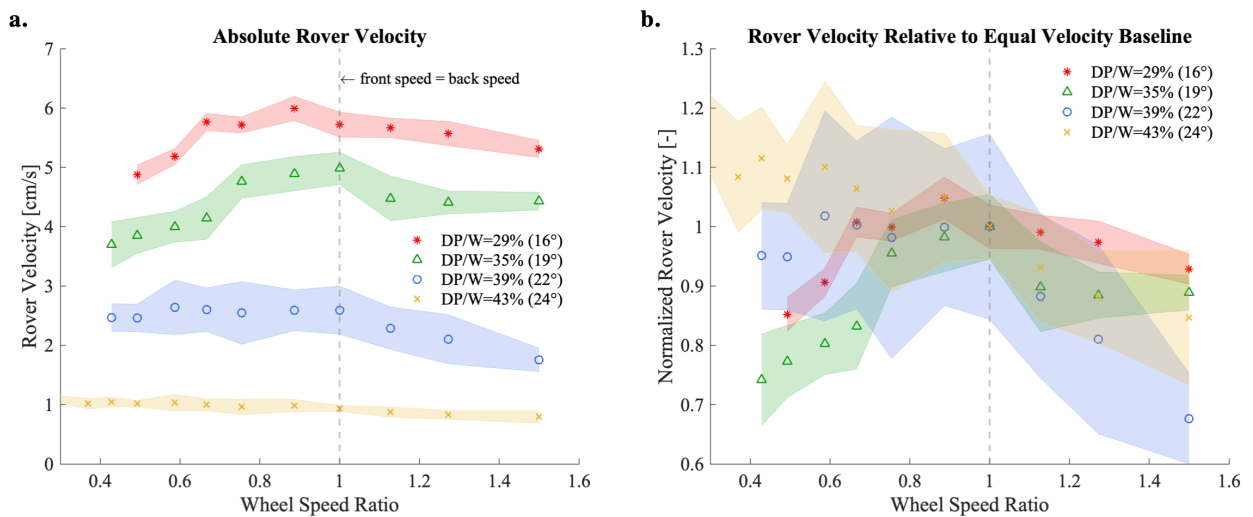 a.
Absolute Rover Velocity
7
6
5
4
3
2
1
0
Rover Velocity [cm/s]
← front speed = back speed
DP/W=29% (16°)
DP/W=35% (19°)
DP/W=39% (22°)
DP/W=43% (24°)
0.4 0.6 0.8 1 1.2 1.4 1.6
Wheel Speed Ratio
b.
Rover Velocity Relative to Equal Velocity Baseline
1.3
1.2
1.1
1
0.9
0.8
0.7
0.6
Normalized Rover Velocity [-]
DP/W=29% (16°)
DP/W=35% (19°)
DP/W=39% (22°)
DP/W=43% (24°)
0.4 0.6 0.8 1 1.2 1.4 1.6
Wheel Speed Ratio